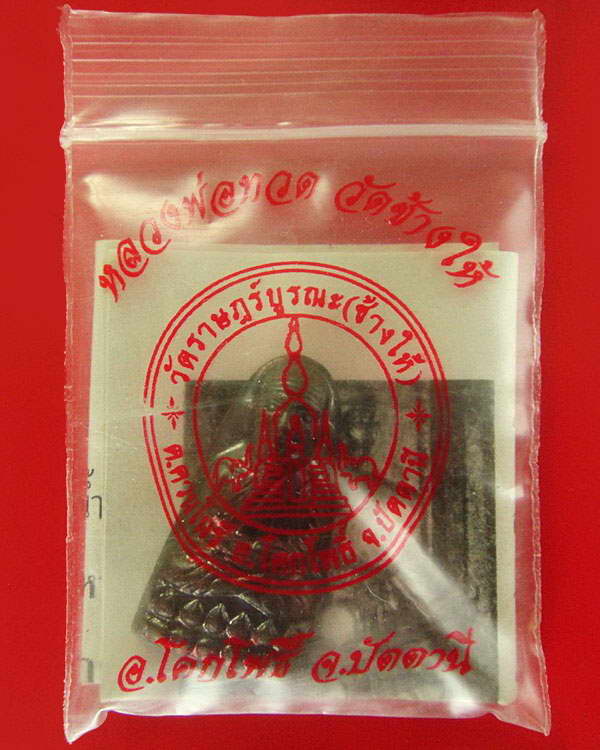 หลวงพ่อทวด วัดช้างให้
วัดราษฎร์บูรณะ(ช้างให้)
อ.โคกโพธิ์ จ.ปัตตานี
อ.โคกโพธิ์ จ.ปัตตานี